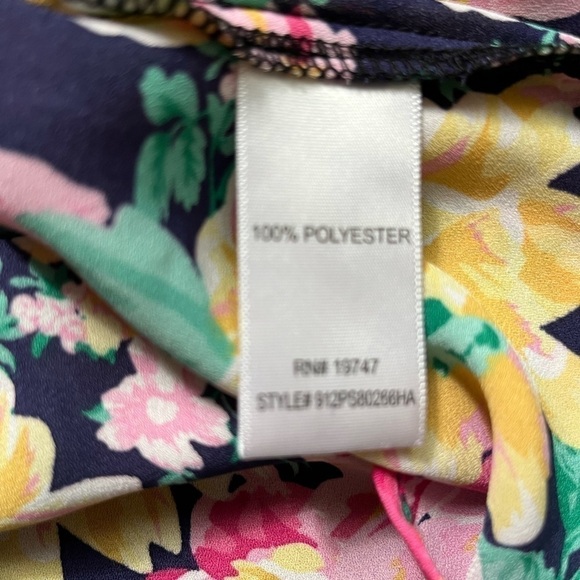 100% POLYESTER
RN# 19747
STYLE# 912PS80266HA